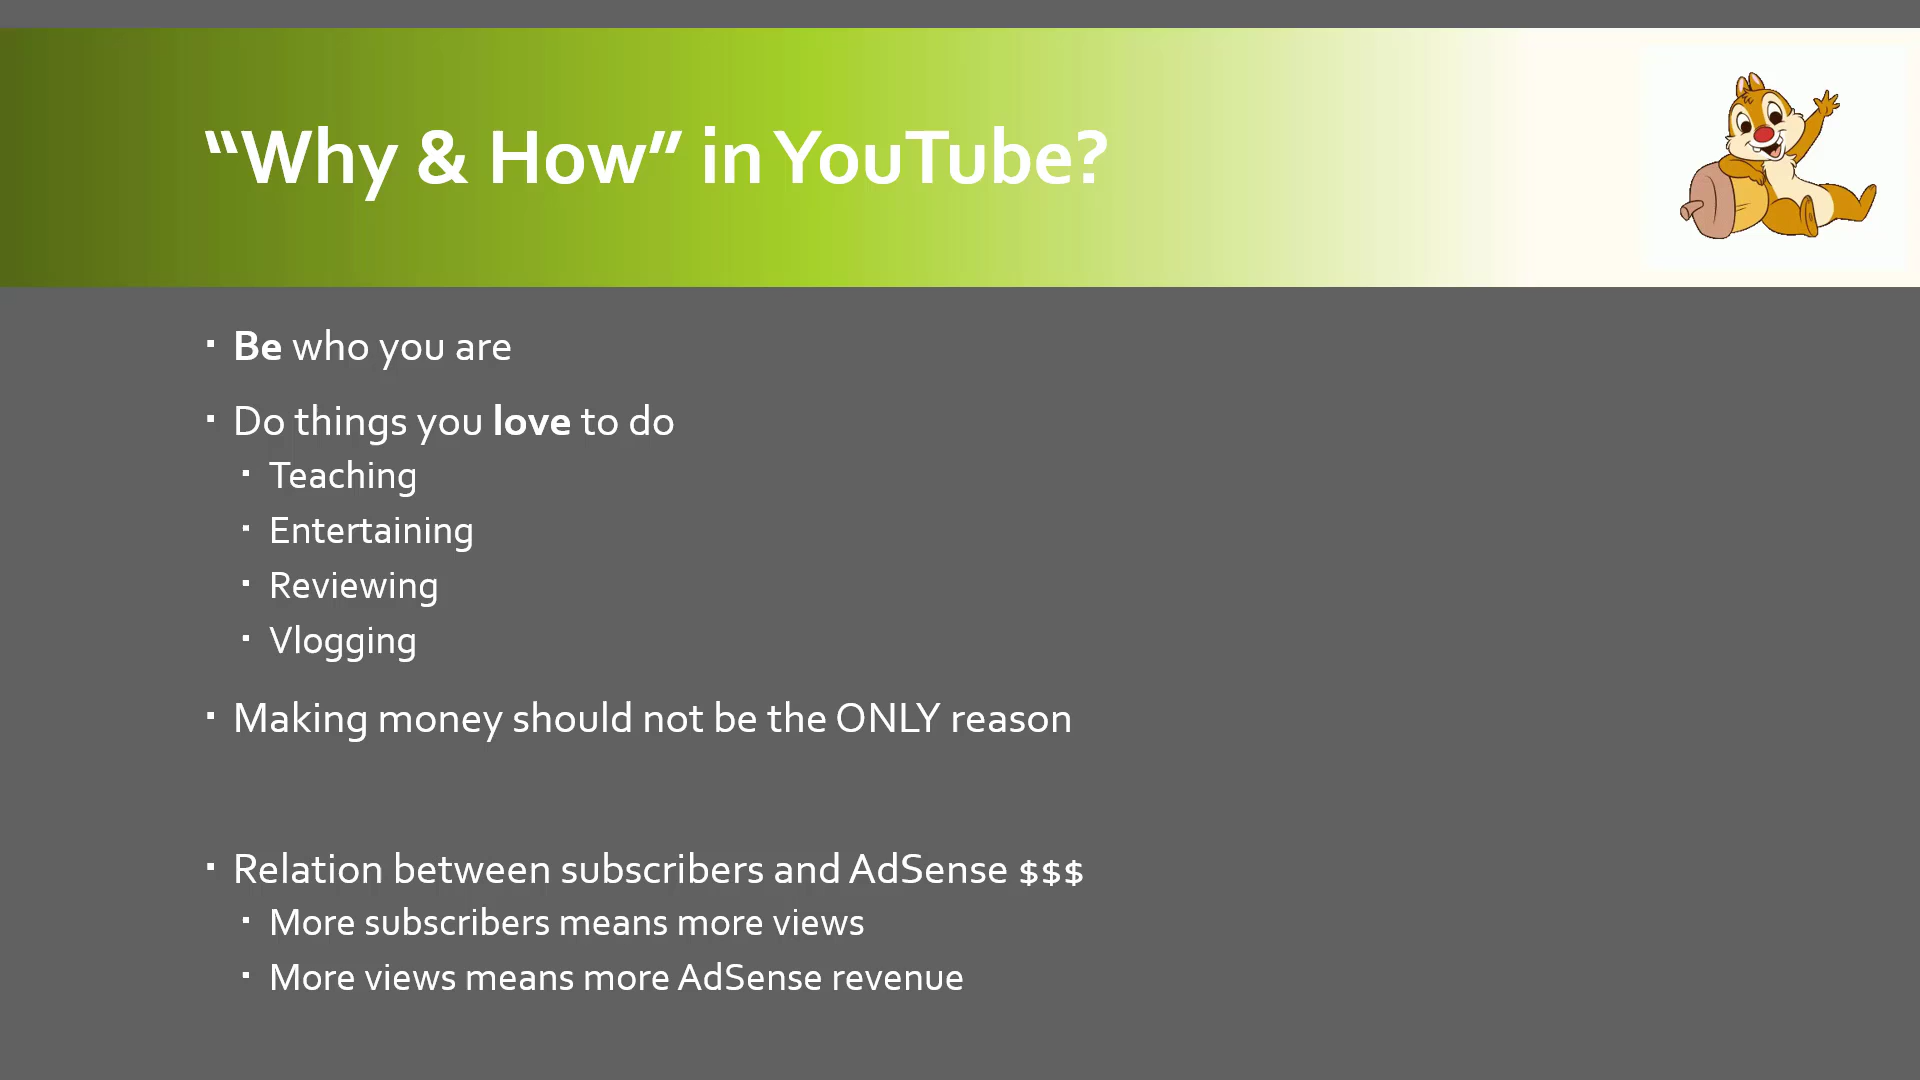 “Why & How” in YouTube?
▪ Be who you are
▪ Do things you love to do
▪ Teaching
▪ Entertaining
▪ Reviewing
▪ Vlogging
▪ Making money should not be the ONLY reason
▪ Relation between subscribers and AdSense $$$
▪ More subscribers means more views
▪ More views means more AdSense revenue